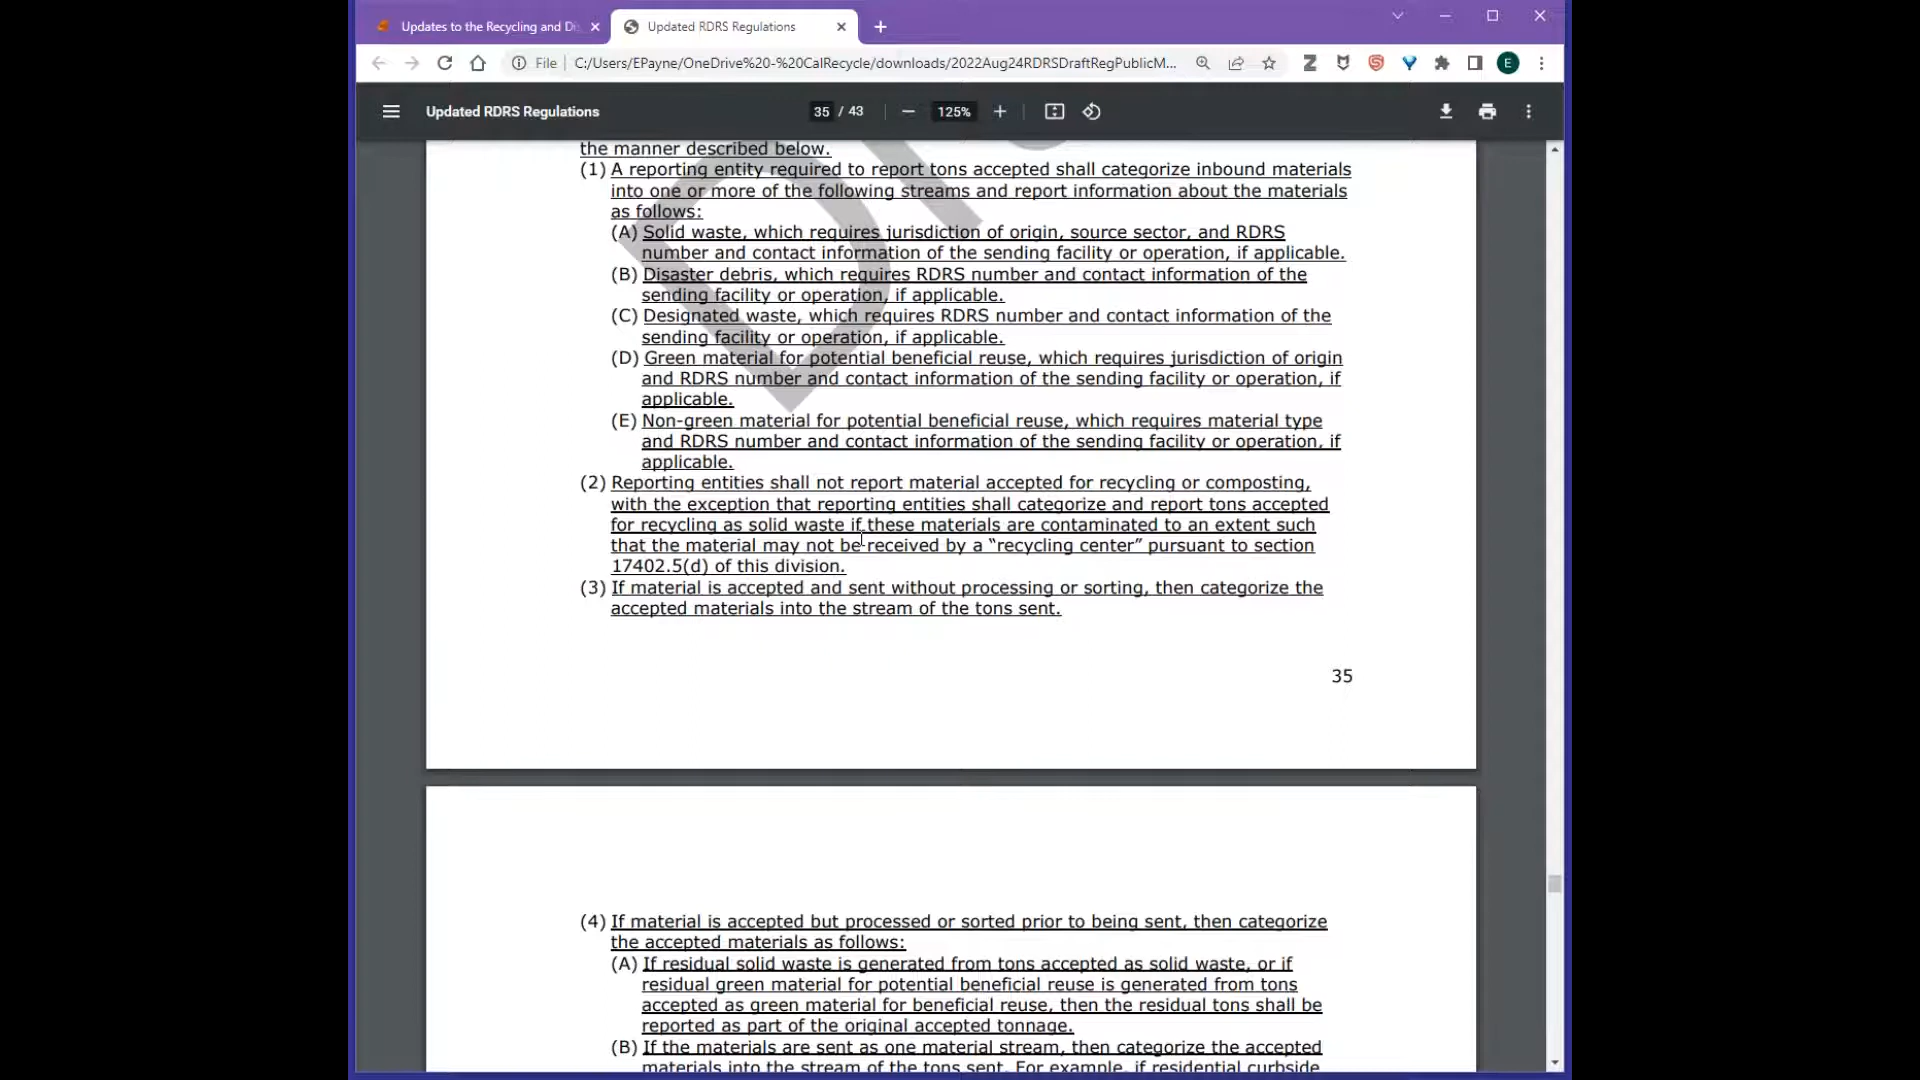 Updates to the Recycling and Di
Updated RDRS Regulations
File
C:/Users/EPayne/OneDrive%20-%20CalRecycle/downloads/2022Aug24RDRSDraftRegPublicM...
E
Updated RDRS Regulations
35 / 43
125%
the manner described below.
(1) A reporting entity required to report tons accepted shall categorize inbound materials
into one or more of the following streams and report information about the materials
as follows:
(A) Solid waste, which requires jurisdiction of origin, source sector, and RDRS
number and contact information of the sending facility or operation, if applicable.
(B) Disaster debris, which requires RDRS number and contact information of the
sending facility or operation, if applicable.
(C) Designated waste, which requires RDRS number and contact information of the
sending facility or operation, if applicable.
(D) Green material for potential beneficial reuse, which requires jurisdiction of origin
and RDRS number and contact information of the sending facility or operation, if
applicable.
(E) Non-green material for potential beneficial reuse, which requires material type
and RDRS number and contact information of the sending facility or operation, if
applicable.
(2) Reporting entities shall not report material accepted for recycling or composting,
with the exception that reporting entities shall categorize and report tons accepted
for recycling as solid waste if these materials are contaminated to an extent such
that the material may not be received by a “recycling center” pursuant to section
17402.5(d) of this division.
(3) If material is accepted and sent without processing or sorting, then categorize the
accepted materials into the stream of the tons sent.
35
(4) If material is accepted but processed or sorted prior to being sent, then categorize
the accepted materials as follows:
(A) If residual solid waste is generated from tons accepted as solid waste, or if
residual green material for potential beneficial reuse is generated from tons
accepted as green material for beneficial reuse, then the residual tons shall be
reported as part of the original accepted tonnage.
(B) If the materials are sent as one material stream, then categorize the accepted
materials into the stream of the tons sent. For example, if residential curbside